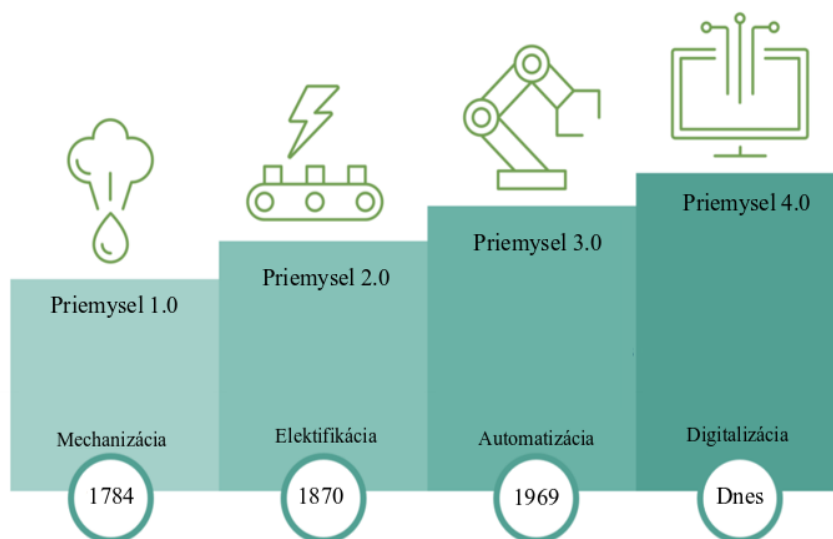 Priemysel 1.0
Priemysel 2.0
Priemysel 3.0
Priemysel 4.0
Mechanizácia
Elektifikácia
Automatizácia
Digitalizácia
1784
1870
1969
Dnes